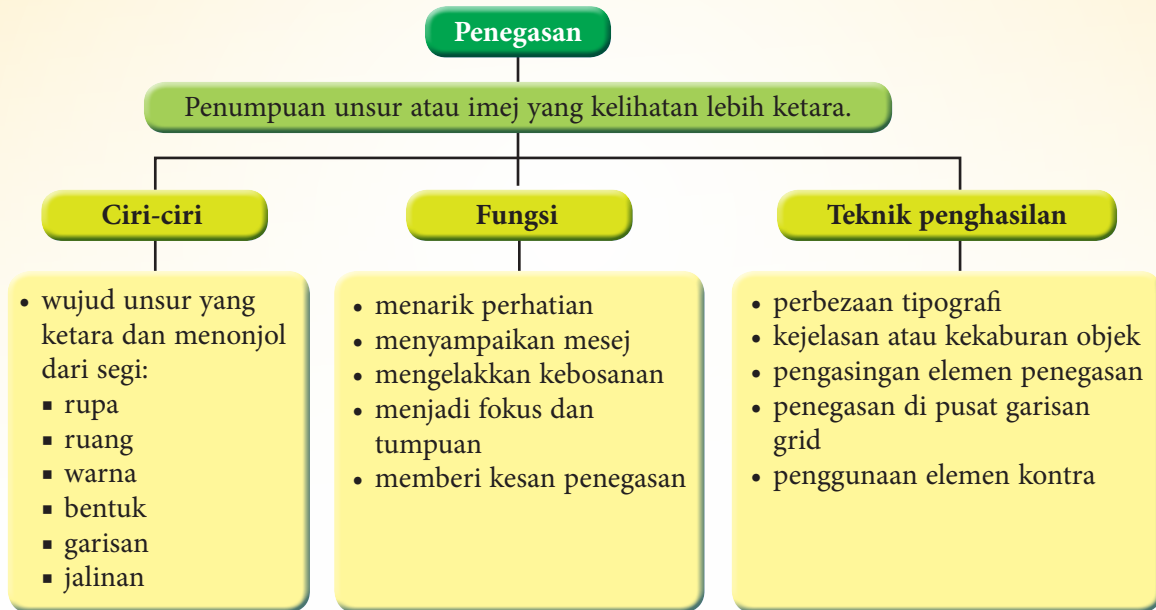 Penegasan
Penumpuan unsur atau imej yang kelihatan lebih ketara.
Ciri-ciri
• wujud unsur yang
ketara dan menonjol
dari segi:
▪ rupa
▪ ruang
▪ warna
▪ bentuk
▪ garisan
▪ jalinan
Fungsi
• menarik perhatian
• menyampaikan mesej
• mengelakkan kebosanan
• menjadi fokus dan
tumpuan
• memberi kesan penegasan
Teknik penghasilan
• perbezaan tipografi
• kejelasan atau kekaburan objek
• pengasingan elemen penegasan
• penegasan di pusat garisan
grid
• penggunaan elemen kontra